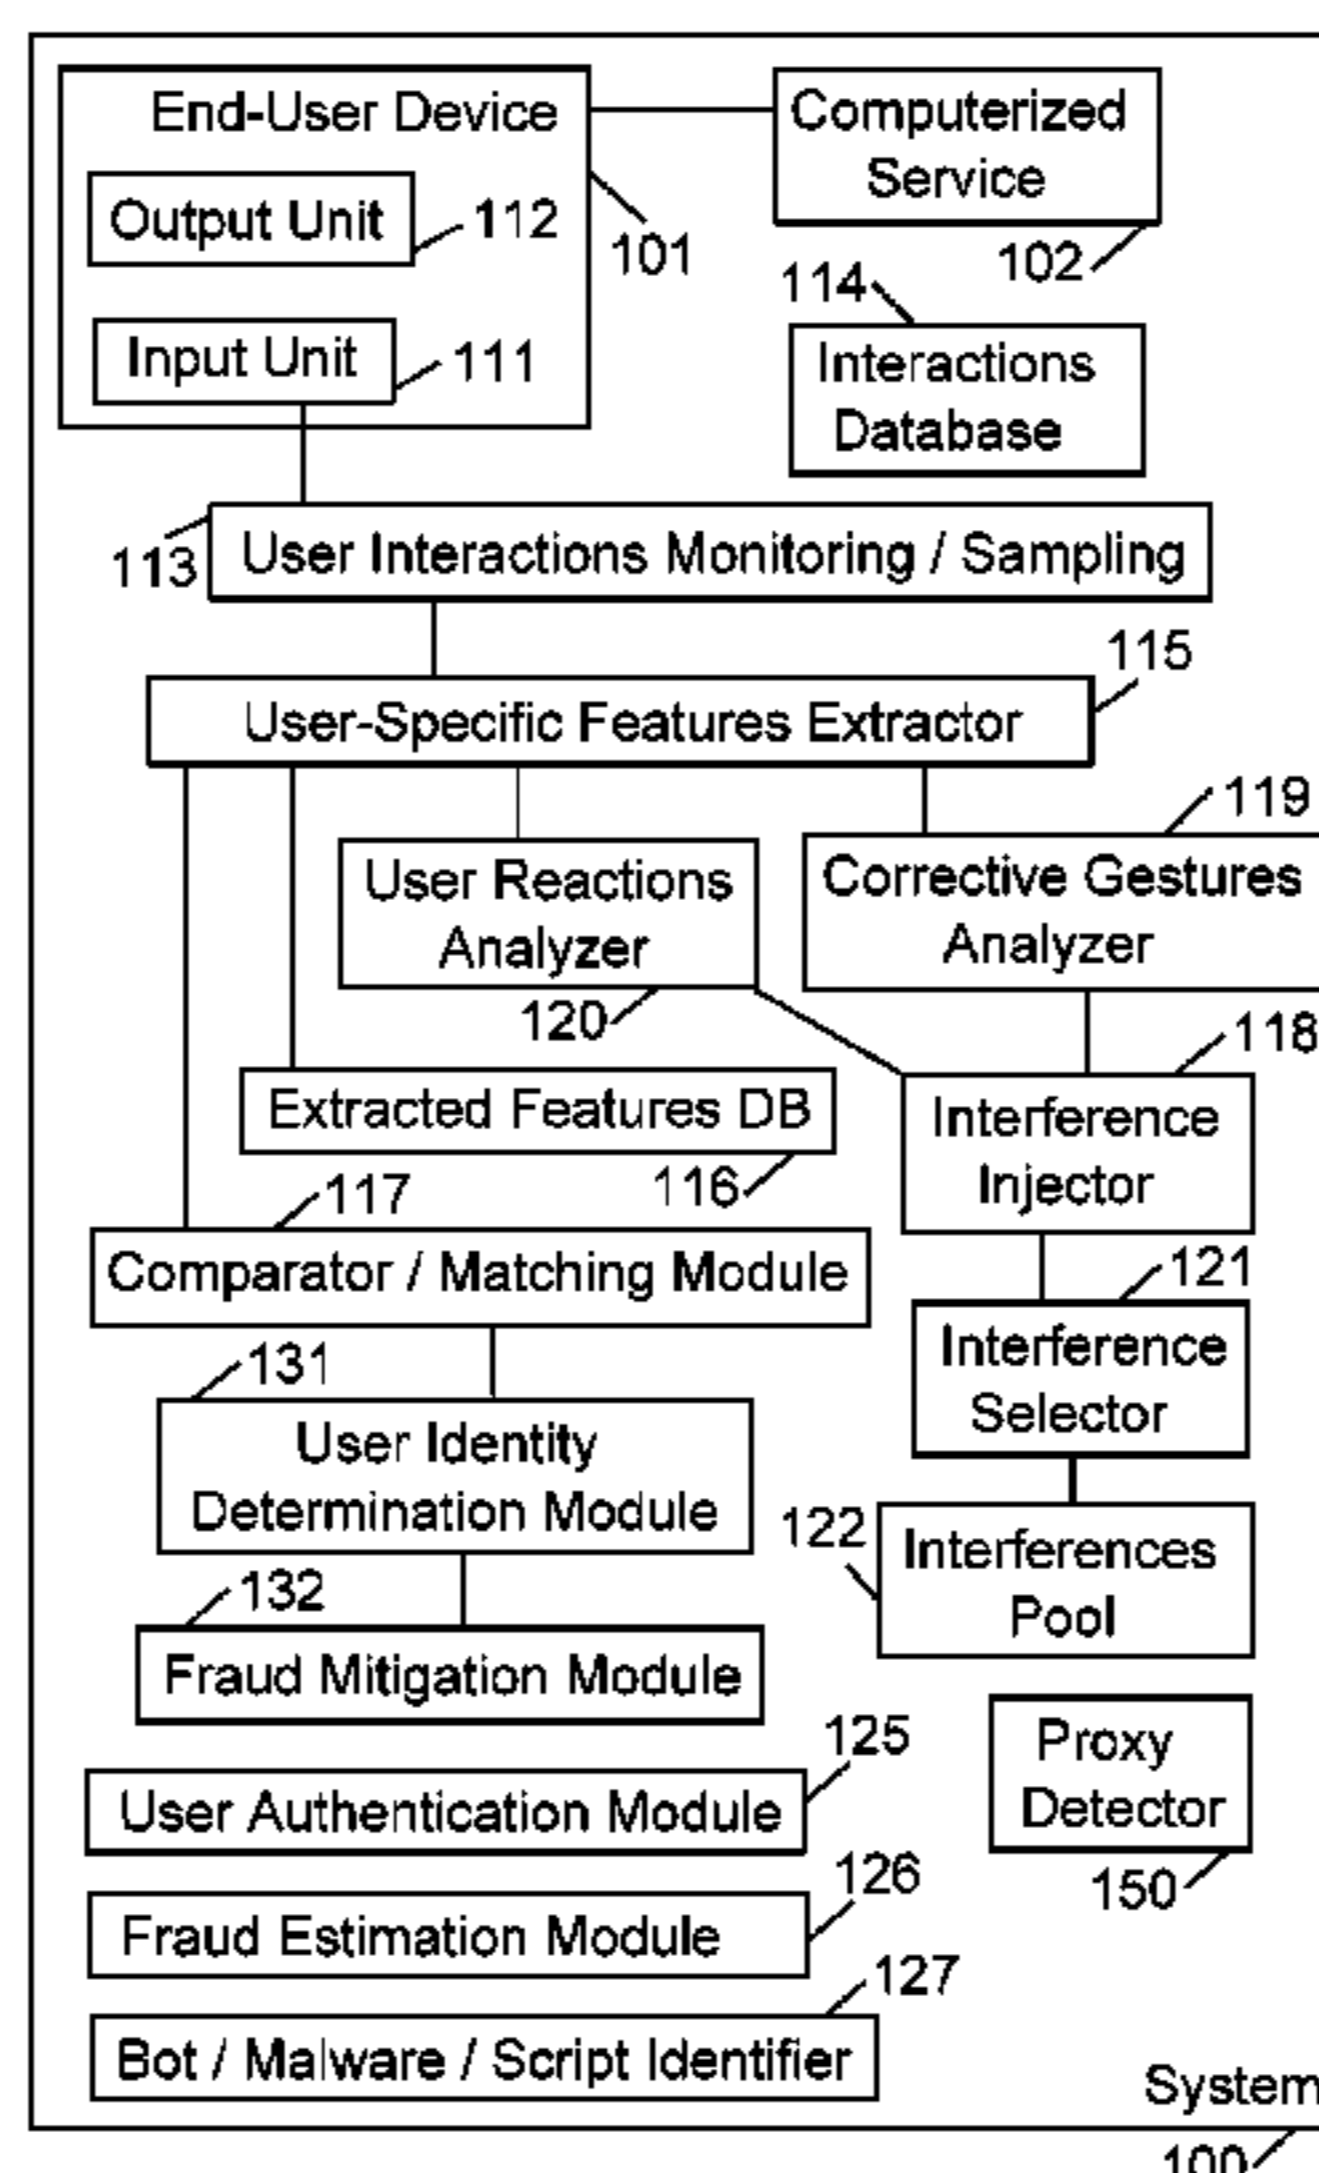 End-User Device
Computerized
Service
Output Unit
112
101
102
114
Input Unit
111
Interactions
Database
113
User Interactions Monitoring / Sampling
115
User-Specific Features Extractor
119
User Reactions
Analyzer
Corrective Gestures
Analyzer
120
118
Extracted Features DB
116
Interference
Injector
117
Comparator / Matching Module
121
131
Interference
Selector
User Identity
Determination Module
122
Interferences
Pool
132
Fraud Mitigation Module
125
Proxy
Detector
User Authentication Module
126
150
Fraud Estimation Module
127
Bot / Malware / Script Identifier
System
100